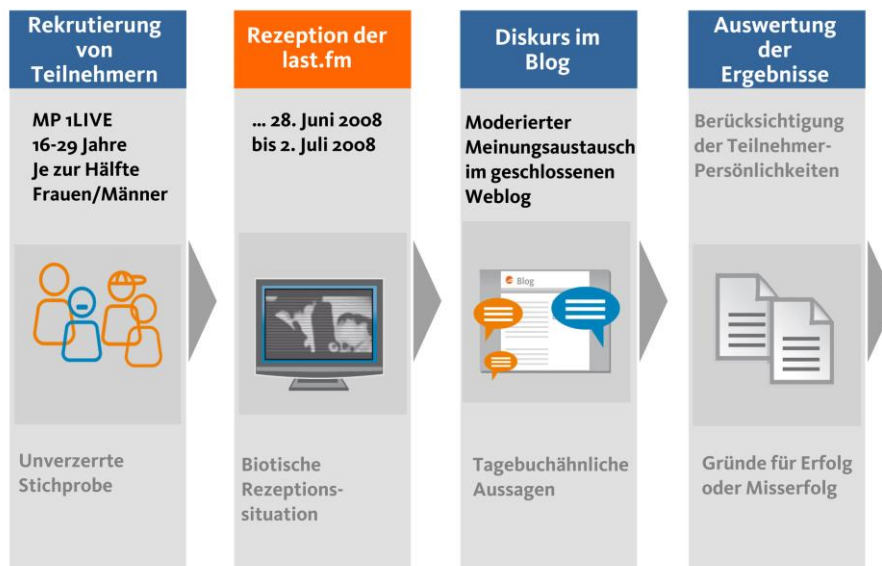 Rekrutierung
von
Teilnehmern
MP 1LIVE
16-29 Jahre
Je zur Hälfte
Frauen/Männer
Unverzerrte
Stichprobe
Rezeption der
last.fm
... 28. Juni 2008
bis 2. Juli 2008
Biotische
Rezeptions-
situation
Diskurs im
Blog
Moderierter
Meinungsaustausch
im geschlossenen
Weblog
Blog
Tagebuchähnliche
Aussagen
Auswertung
der
Ergebnisse
Berücksichtigung
der Teilnehmer-
Persönlichkeiten
Gründe für Erfolg
oder Misserfolg